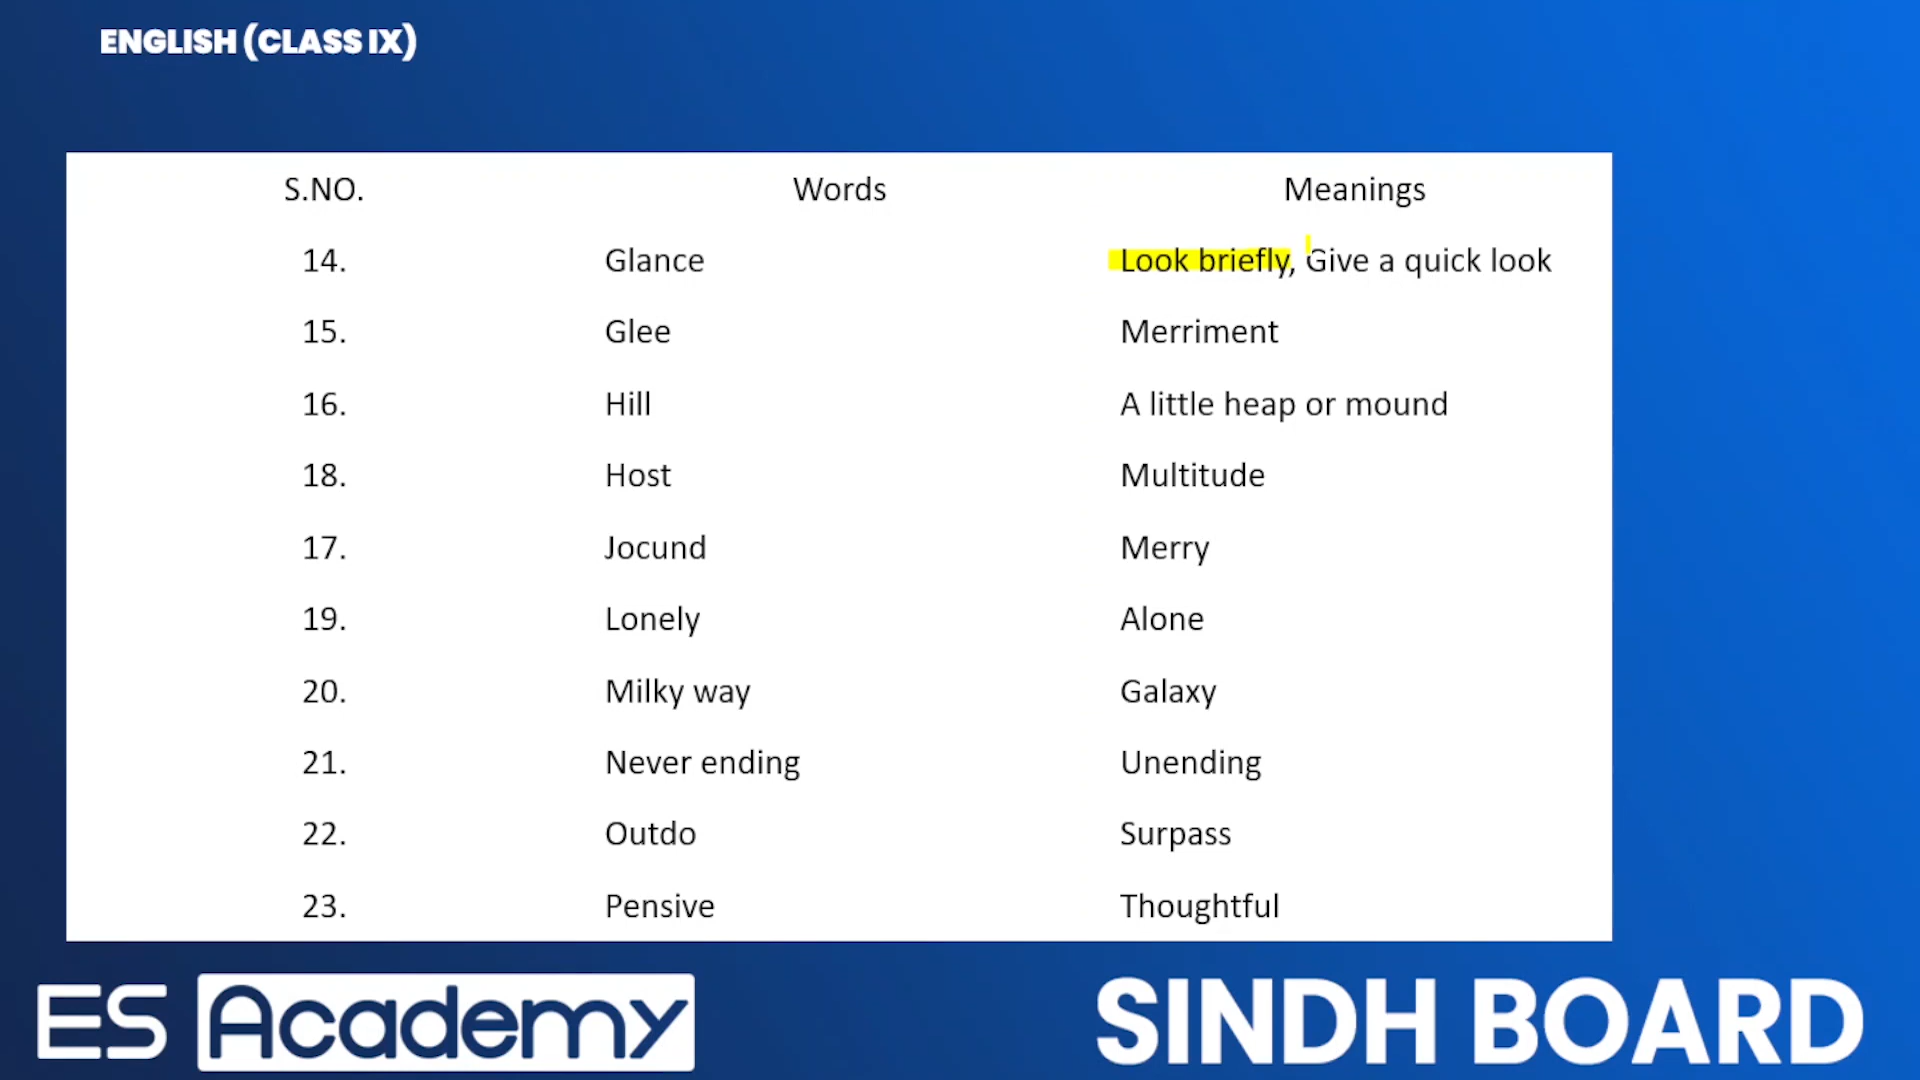 ENGLISH (CLASS IX)
S.NO. Words Meanings
14. Glance Look briefly, Give a quick look
15. Glee Merriment
16. Hill A little heap or mound
18. Host Multitude
17. Jocund Merry
19. Lonely Alone
20. Milky way Galaxy
21. Never ending Unending
22. Outdo Surpass
23. Pensive Thoughtful
ES Academy SINDH BOARD